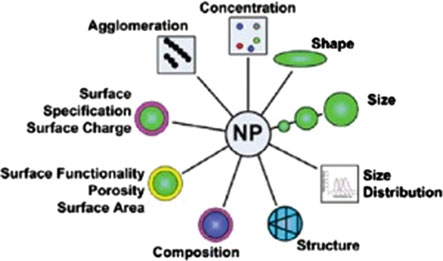 Concentration
Agglomeration
Shape
Surface
Specification
Surface Charge
Size
NP
Surface Functionality
Porosity
Surface Area
Size
Distribution
Composition
Structure